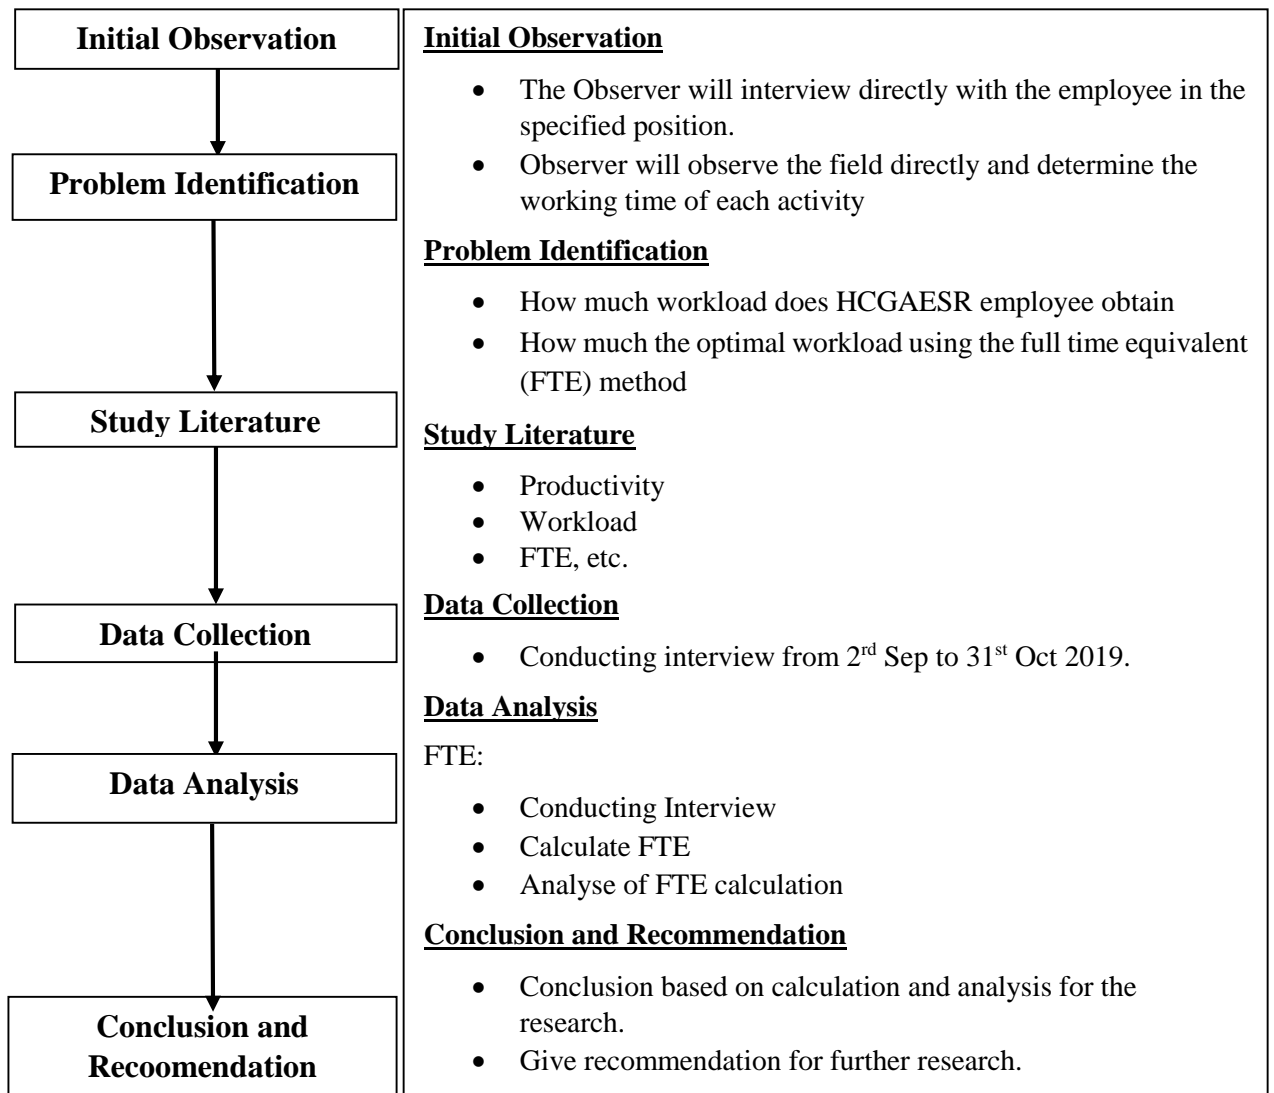 Initial Observation
Problem Identification
Study Literature
Data Collection
Data Analysis
Conclusion and
Recoomendation
Initial Observation
• The Observer will interview directly with the employee in the
specified position.
• Observer will observe the field directly and determine the
working time of each activity
Problem Identification
• How much workload does HCGAESR employee obtain
• How much the optimal workload using the full time equivalent
(FTE) method
Study Literature
• Productivity
• Workload
• FTE, etc.
Data Collection
• Conducting interview from 2rd Sep to 31st Oct 2019.
Data Analysis
FTE:
• Conducting Interview
• Calculate FTE
• Analyse of FTE calculation
Conclusion and Recommendation
• Conclusion based on calculation and analysis for the
research.
• Give recommendation for further research.